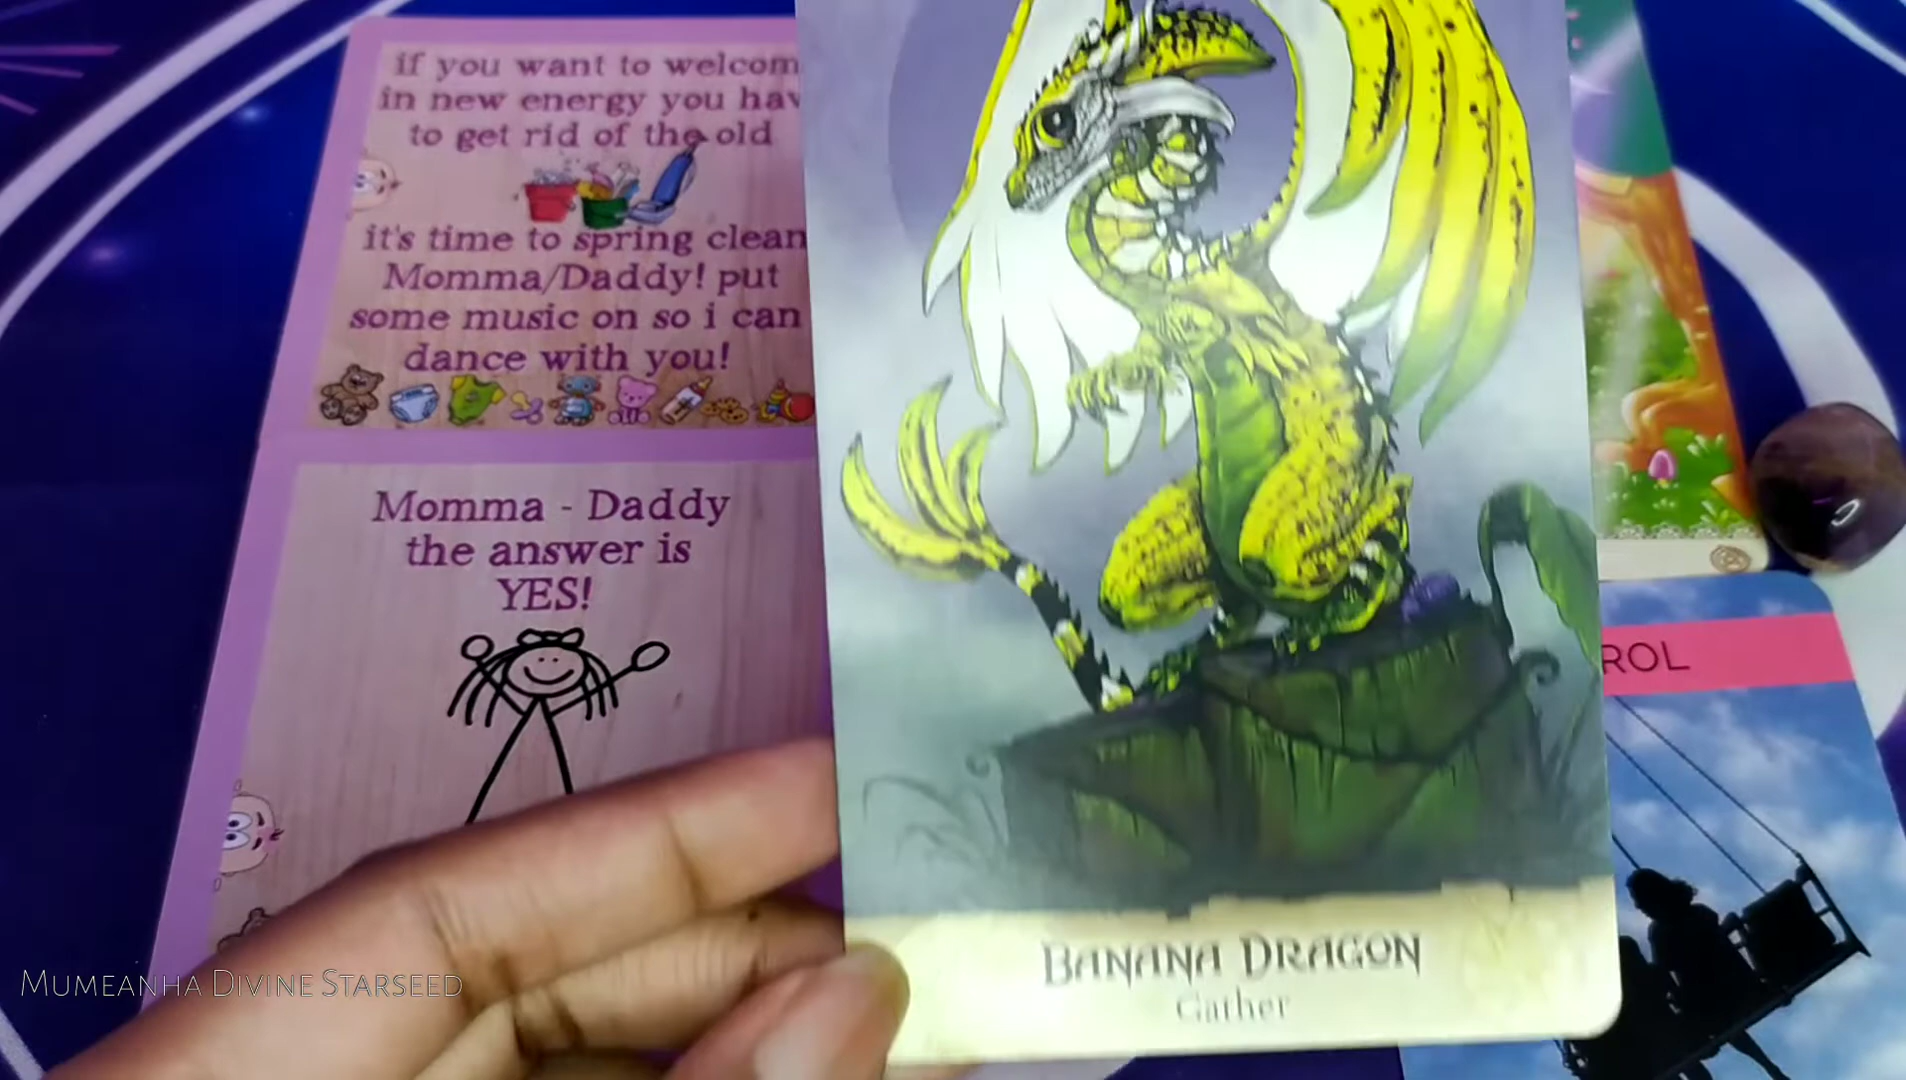 if you want to welcom
in new energy you hav
to get rid of the old
it's time to spring clean
Momma/Daddy! put
some music on so i can
dance with you!
Momma - Daddy
the answer is
YES!
BANANA DRAGON
Gather
ROL
MUMEANHA DIVINE STARSEED